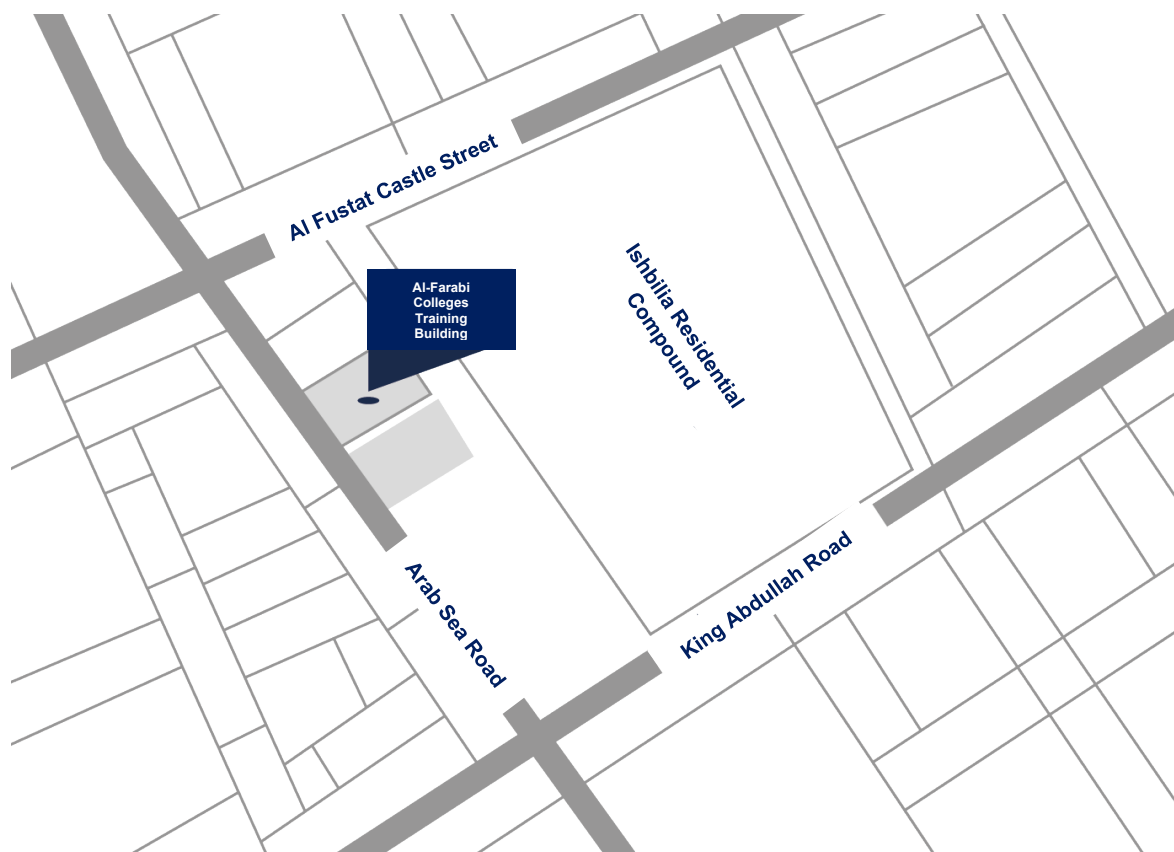 Al Fustat Castle Street
Al-Farabi
Colleges
Training
Building
Ishbilia Residential
Compound
Arab Sea Road
King Abdullah Road